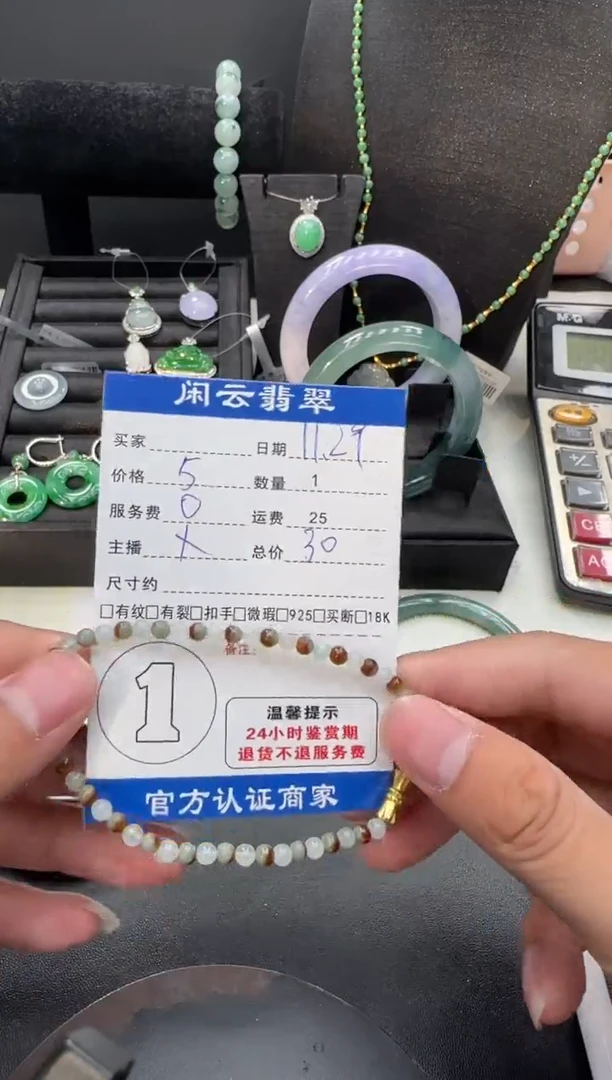 M&G
闲云翡翠
买家 日期 11.29
价格 5 数量 1
服务费 0 运费 25
主播 X 总价 30
尺寸约
□有纹□有裂□扣手□微瑕□925□买断□18K
备注:
1
温馨提示
24小时鉴赏期
退货不退服务费
官方认证商家